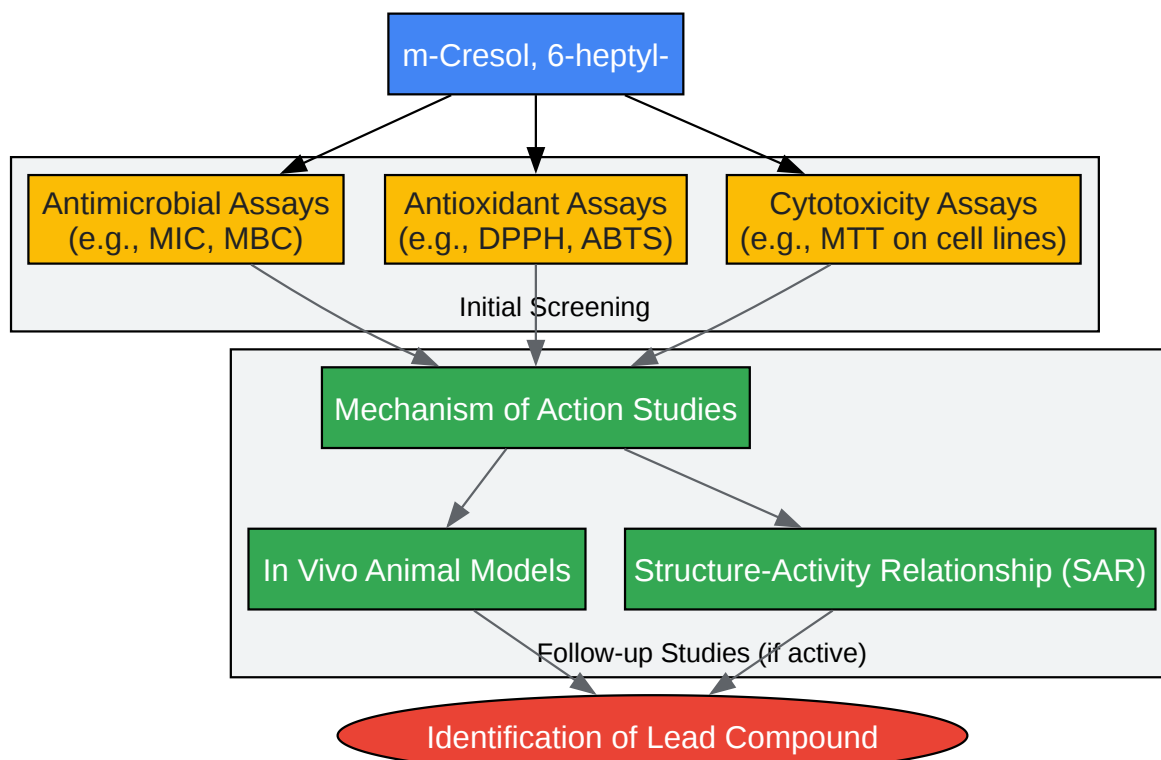 m-Cresol, 6-heptyl-
Antimicrobial Assays
(e.g., MIC, MBC)
Antioxidant Assays
(e.g., DPPH, ABTS)
Cytotoxicity Assays
(e.g., MTT on cell lines)
Initial Screening
Mechanism of Action Studies
In Vivo Animal Models
Structure-Activity Relationship (SAR)
Follow-up Studies (if active)
Identification of Lead Compound